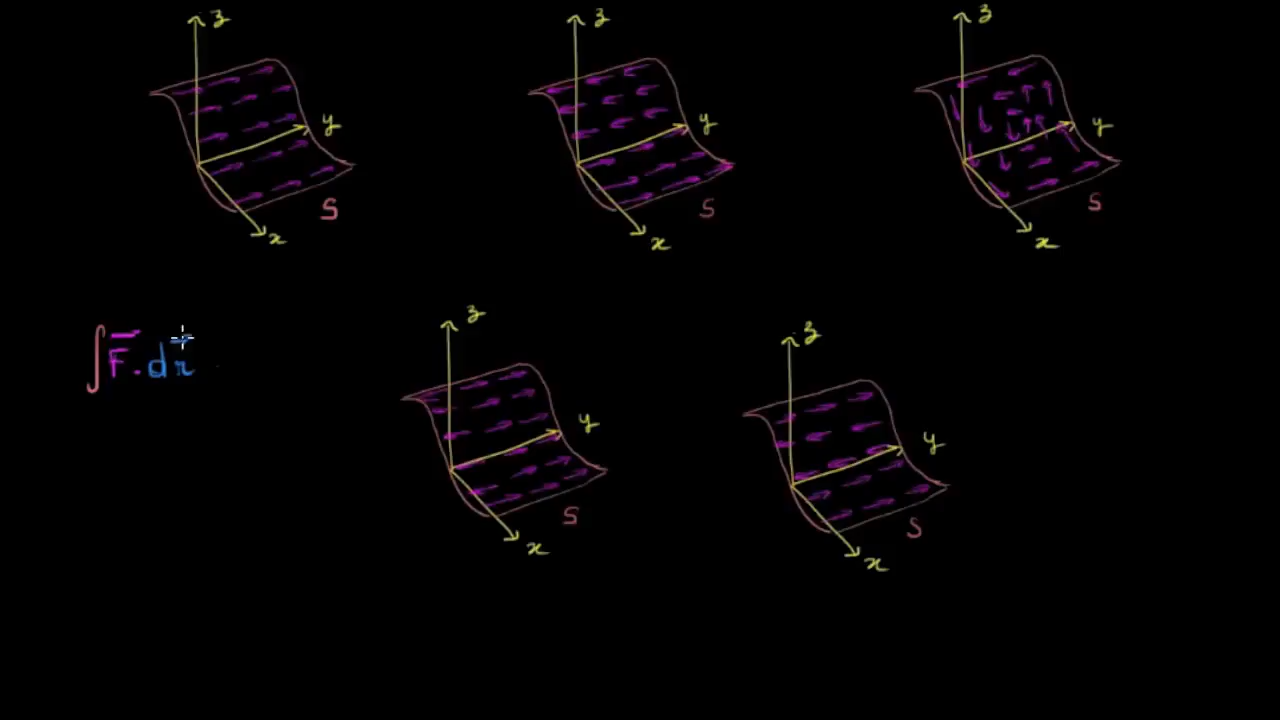 z z z
y y y
S S S
x x x
z z
∫F⃗ . dr⃗
y y
S S
x x